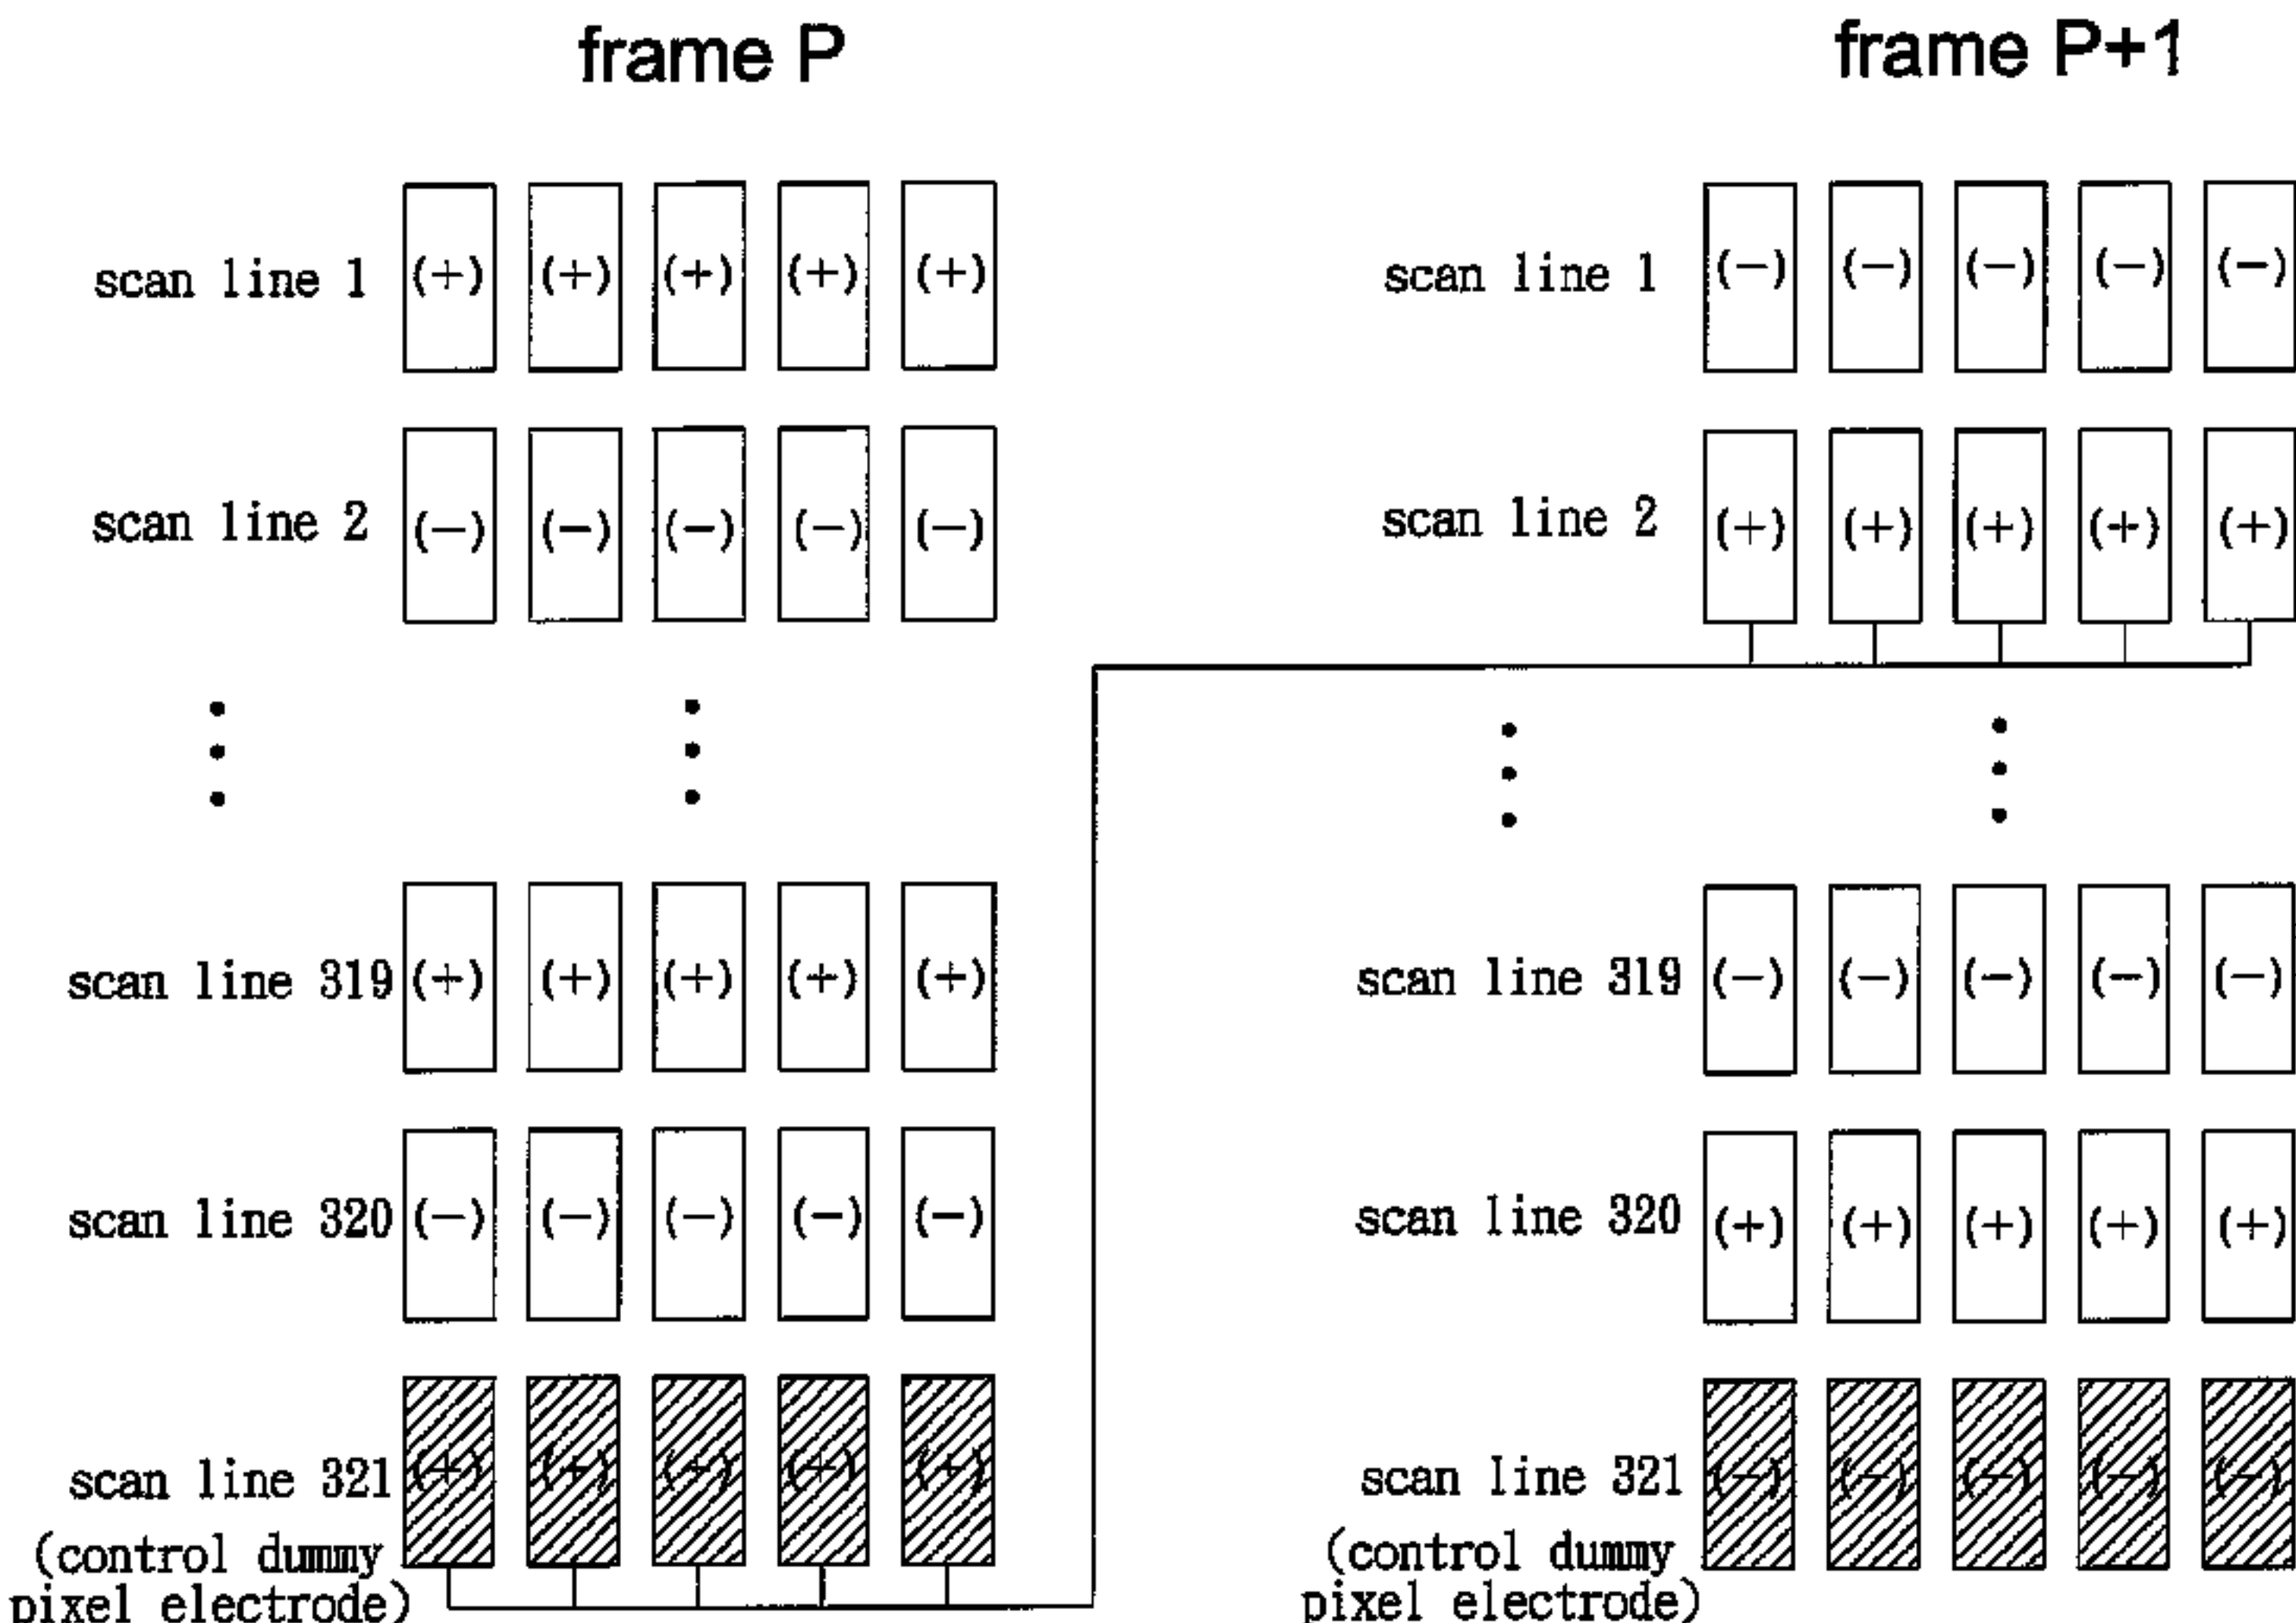 frame P
scan line 1 (+) (+) (+) (+) (+)
scan line 2 (−) (−) (−) (−) (−)
scan line 319 (+) (+) (+) (+) (+)
scan line 320 (−) (−) (−) (−) (−)
scan line 321 (+) (+) (+) (+) (+)
(control dummy
pixel electrode)
frame P+1
scan line 1 (−) (−) (−) (−) (−)
scan line 2 (+) (+) (+) (+) (+)
scan line 319 (−) (−) (−) (−) (−)
scan line 320 (+) (+) (+) (+) (+)
scan line 321 (−) (−) (−) (−) (−)
(control dummy
pixel electrode)